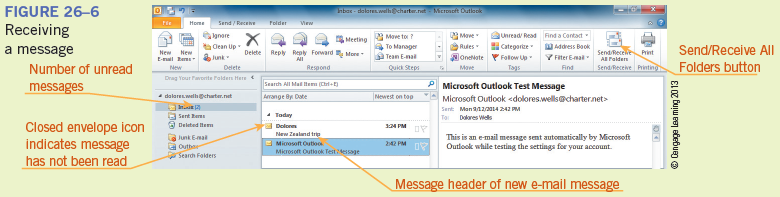 FIGURE 26–6
Receiving
a message
Number of unread
messages
Closed envelope icon
indicates message
has not been read
Inbox - dolores.wells@charter.net - Microsoft Outlook
File Home Send / Receive Folder View
New E-mail
New Items
New
Ignore
Clean Up
Junk
Delete
Delete
Reply
Reply All
Forward
Meeting
More
Respond
Move to: ?
To Manager
Team E-mail
Quick Steps
Move
Rules
OneNote
Move
Unread/ Read
Categorize
Follow Up
Tags
Find a Contact
Address Book
Filter E-mail
Find
Send/Receive All Folders
Send/Receive
Print
Printing
Drag Your Favorite Folders Here
dolores.wells@charter.net
Inbox (2)
Sent Items
Deleted Items
Junk E-mail
Outbox
Search Folders
Search All Mail Items (Ctrl+E)
Arrange By: Date Newest on top
Today
Dolores 3:24 PM
New Zealand trip
Microsoft Outlook 2:42 PM
Microsoft Outlook Test Message
Microsoft Outlook Test Message
Microsoft Outlook <dolores.wells@charter.net>
Sent: Mon 9/12/2014 2:42 PM
To: Dolores Wells
This is an e-mail message sent automatically by Microsoft
Outlook while testing the settings for your account.
Send/Receive All
Folders button
Message header of new e-mail message
© Cengage Learning, 2013